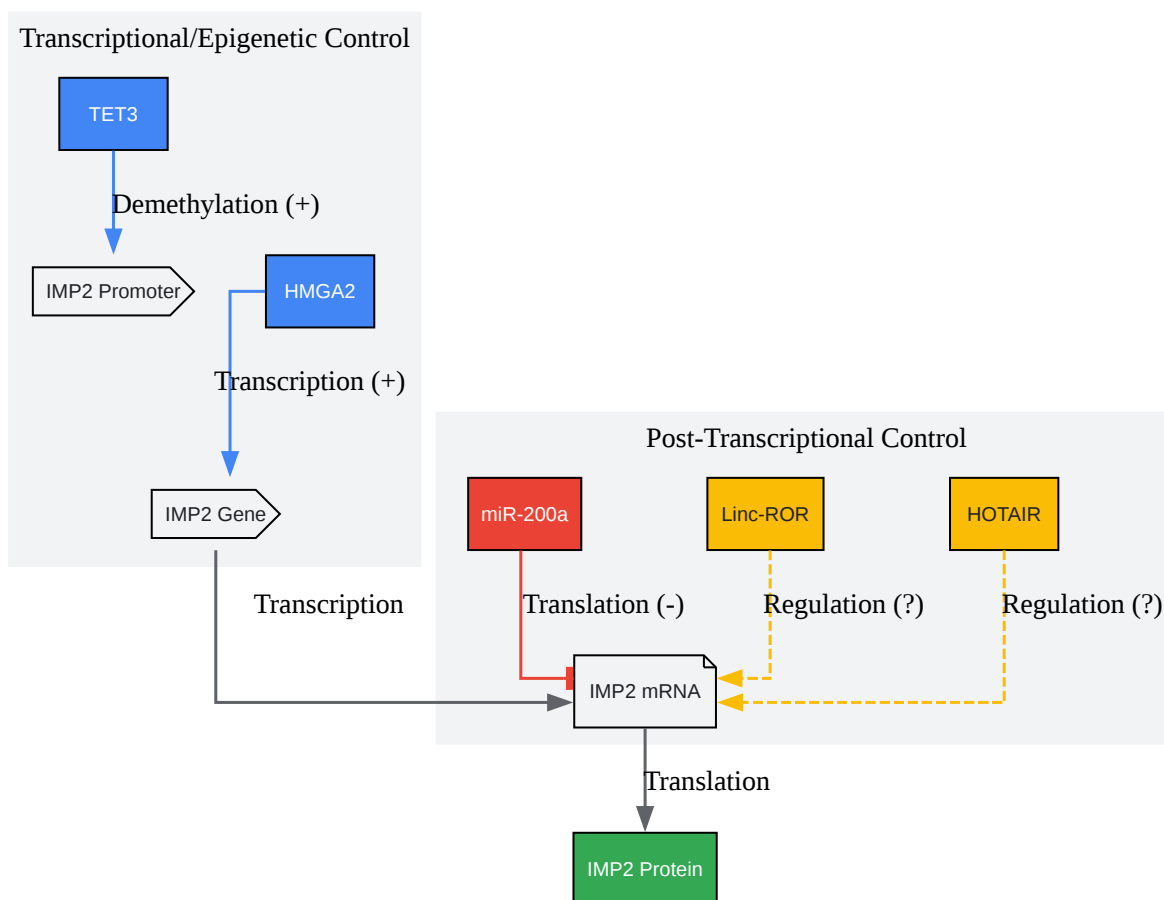 Transcriptional/Epigenetic Control
TET3
Demethylation (+)
IMP2 Promoter
HMGA2
Transcription (+)
IMP2 Gene
Transcription
Post-Transcriptional Control
miR-200a
Linc-ROR
HOTAIR
Translation (-)
Regulation (?)
Regulation (?)
IMP2 mRNA
Translation
IMP2 Protein